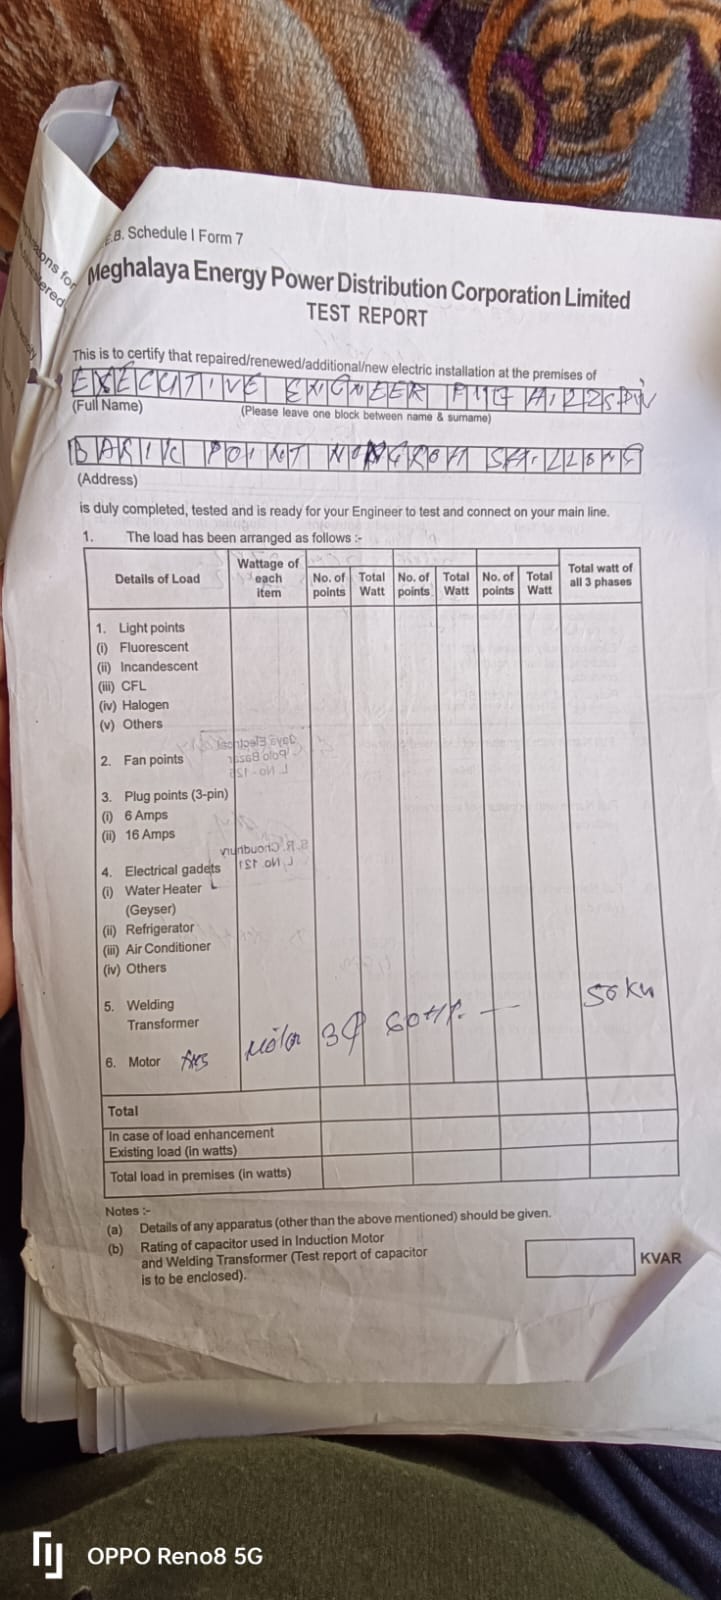 E.B. Schedule I Form 7
Meghalaya Energy Power Distribution Corporation Limited
TEST REPORT
This is to certify that repaired/renewed/additional/new electric installation at the premises of
EXECUTIVE ENGNEER
(Full Name) (Please leave one block between name & surname)
BARIK POINT
(Address)
is duly completed, tested and is ready for your Engineer to test and connect on your main line.
1. The load has been arranged as follows :-
Details of Load
Wattage of each item
No. of points Total Watt No. of points Total Watt No. of points Total Watt
Total watt of all 3 phases
1. Light points
(i) Fluorescent
(ii) Incandescent
(iii) CFL
(iv) Halogen
(v) Others
2. Fan points
3. Plug points (3-pin)
(i) 6 Amps
(ii) 16 Amps
4. Electrical gadets
(i) Water Heater
(Geyser)
(ii) Refrigerator
(iii) Air Conditioner
(iv) Others
5. Welding
Transformer
6. Motor
Motor 3φ 60HP. —
Total
In case of load enhancement
Existing load (in watts)
Total load in premises (in watts)
Notes :-
(a) Details of any apparatus (other than the above mentioned) should be given.
(b) Rating of capacitor used in Induction Motor
and Welding Transformer (Test report of capacitor
is to be enclosed).
KVAR
OPPO Reno8 5G